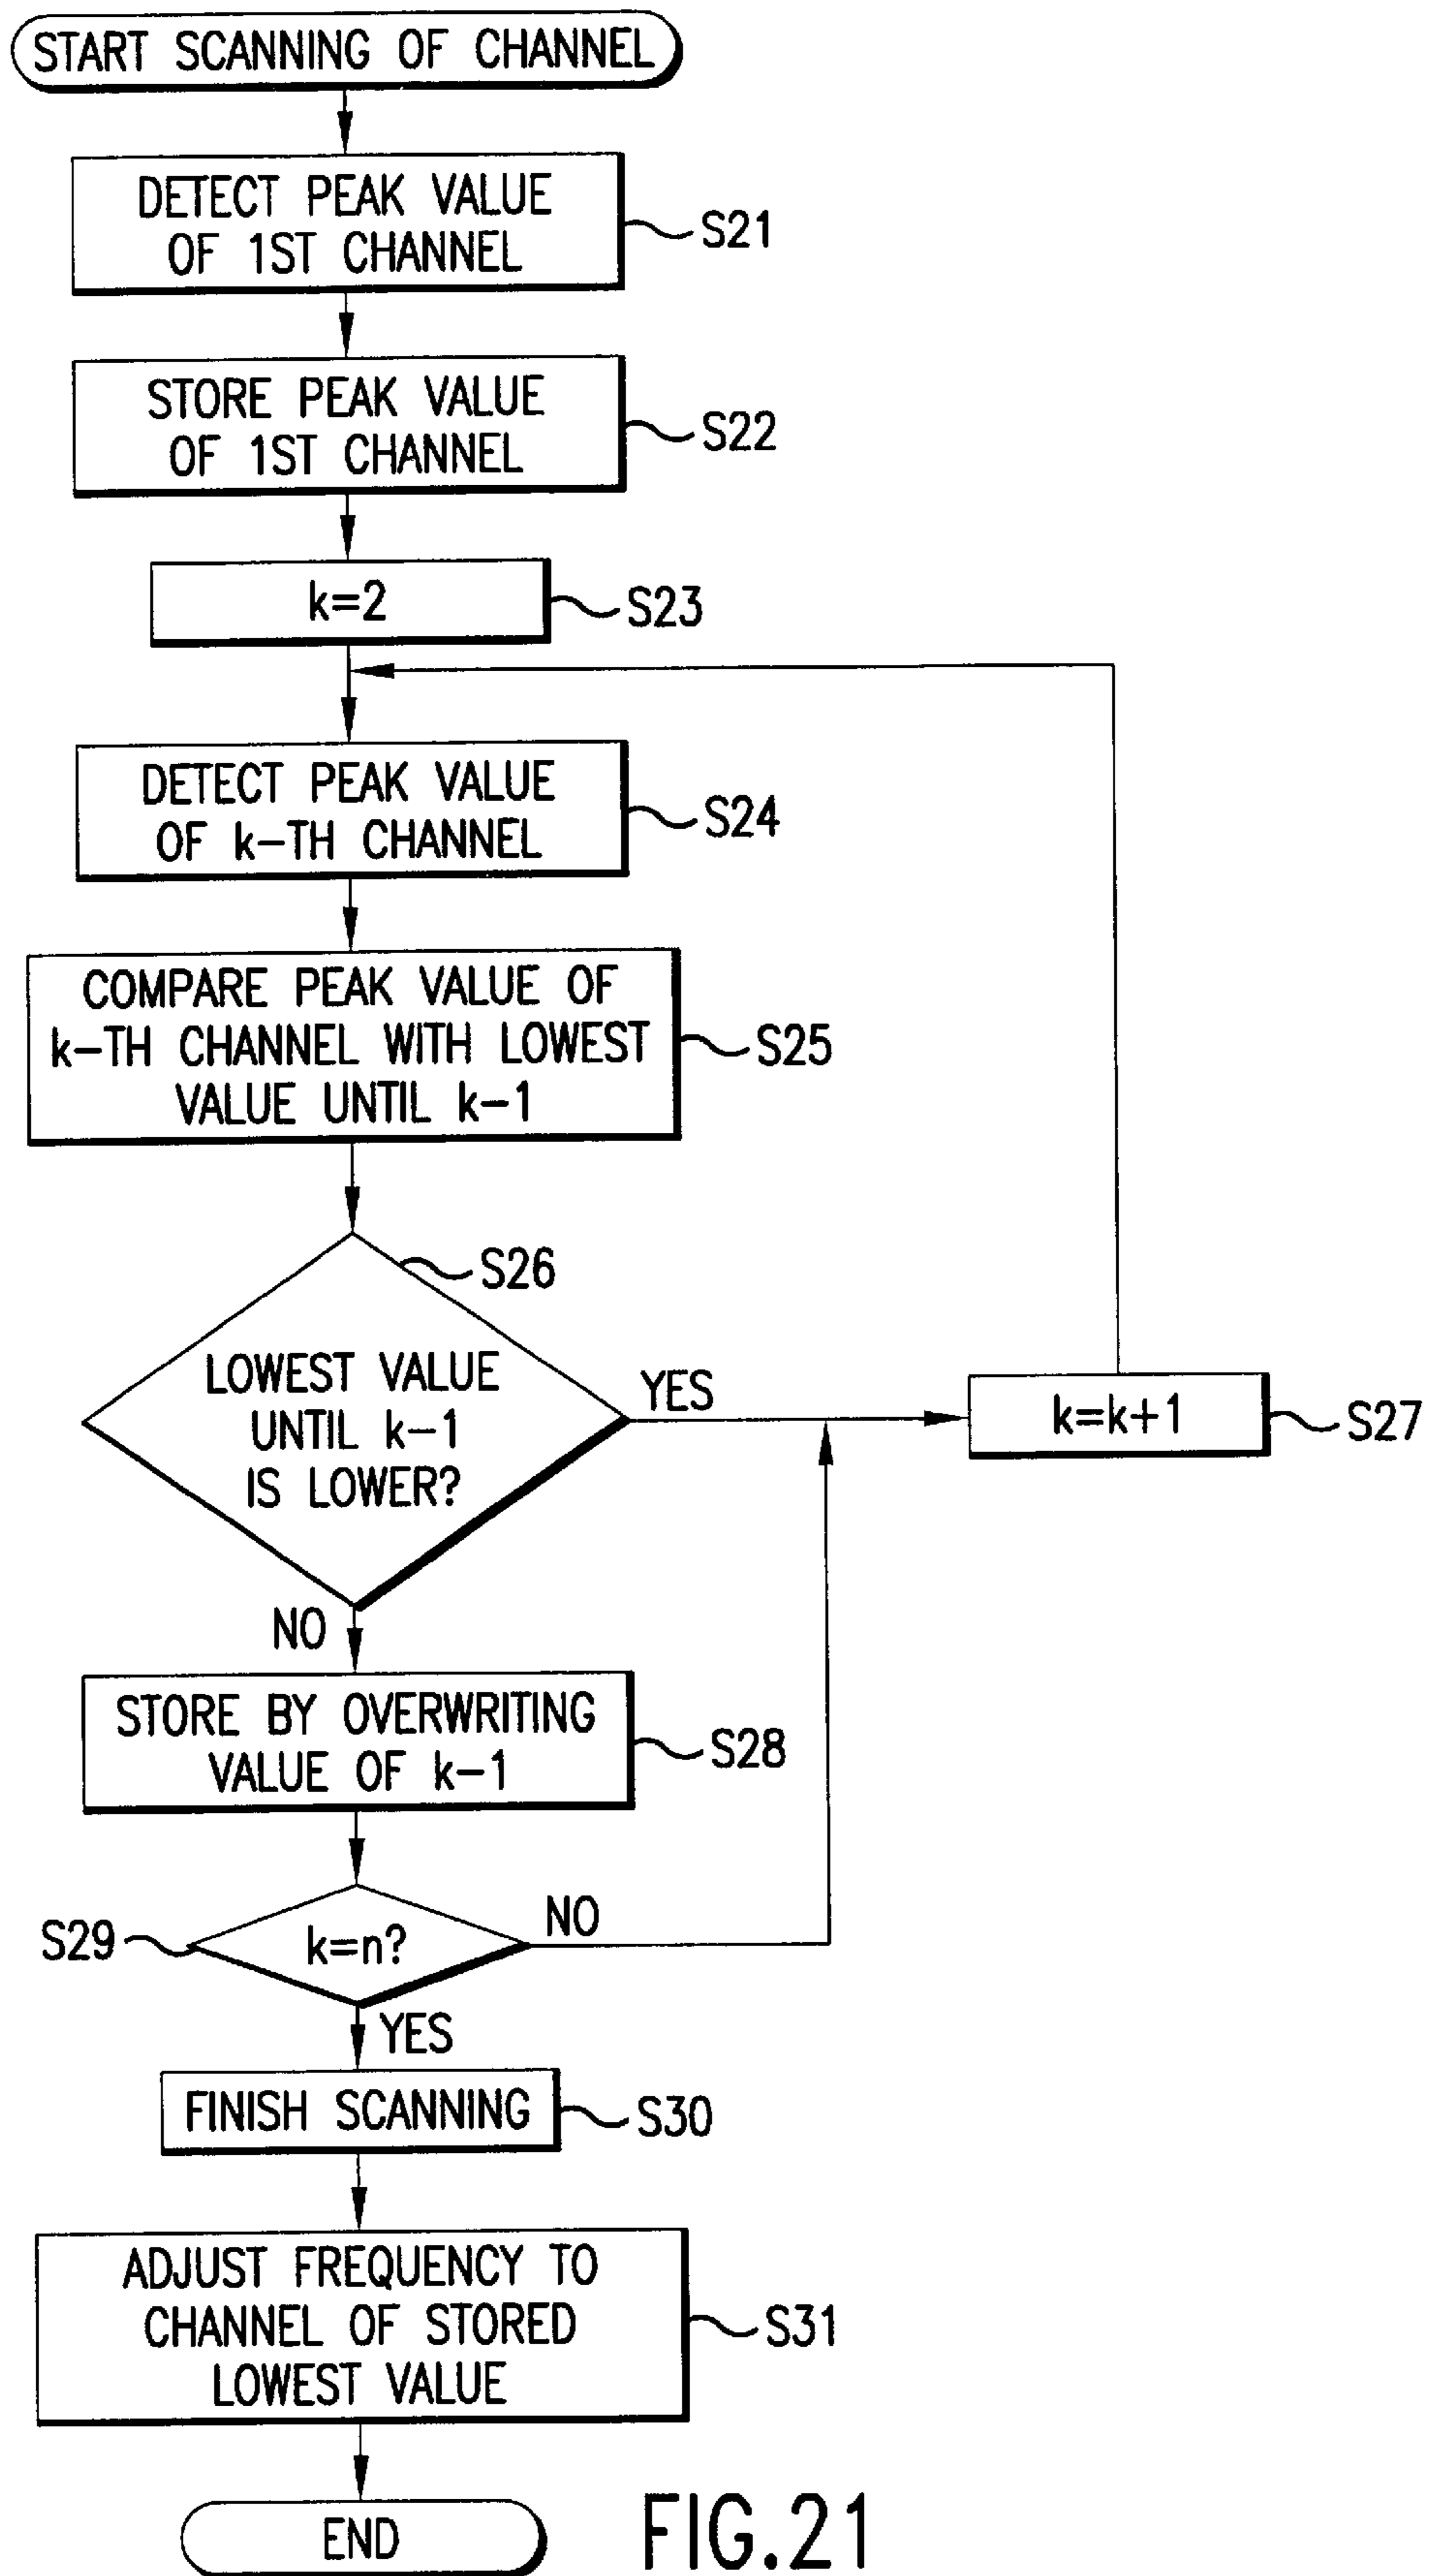 START SCANNING OF CHANNEL
DETECT PEAK VALUE
OF 1ST CHANNEL
S21
STORE PEAK VALUE
OF 1ST CHANNEL
S22
k=2
S23
DETECT PEAK VALUE
OF k-TH CHANNEL
S24
COMPARE PEAK VALUE OF
k-TH CHANNEL WITH LOWEST
VALUE UNTIL k-1
S25
S26
LOWEST VALUE
UNTIL k-1
IS LOWER?
YES
k=k+1
S27
NO
STORE BY OVERWRITING
VALUE OF k-1
S28
S29
k=n?
NO
YES
FINISH SCANNING
S30
ADJUST FREQUENCY TO
CHANNEL OF STORED
LOWEST VALUE
S31
END
FIG.21